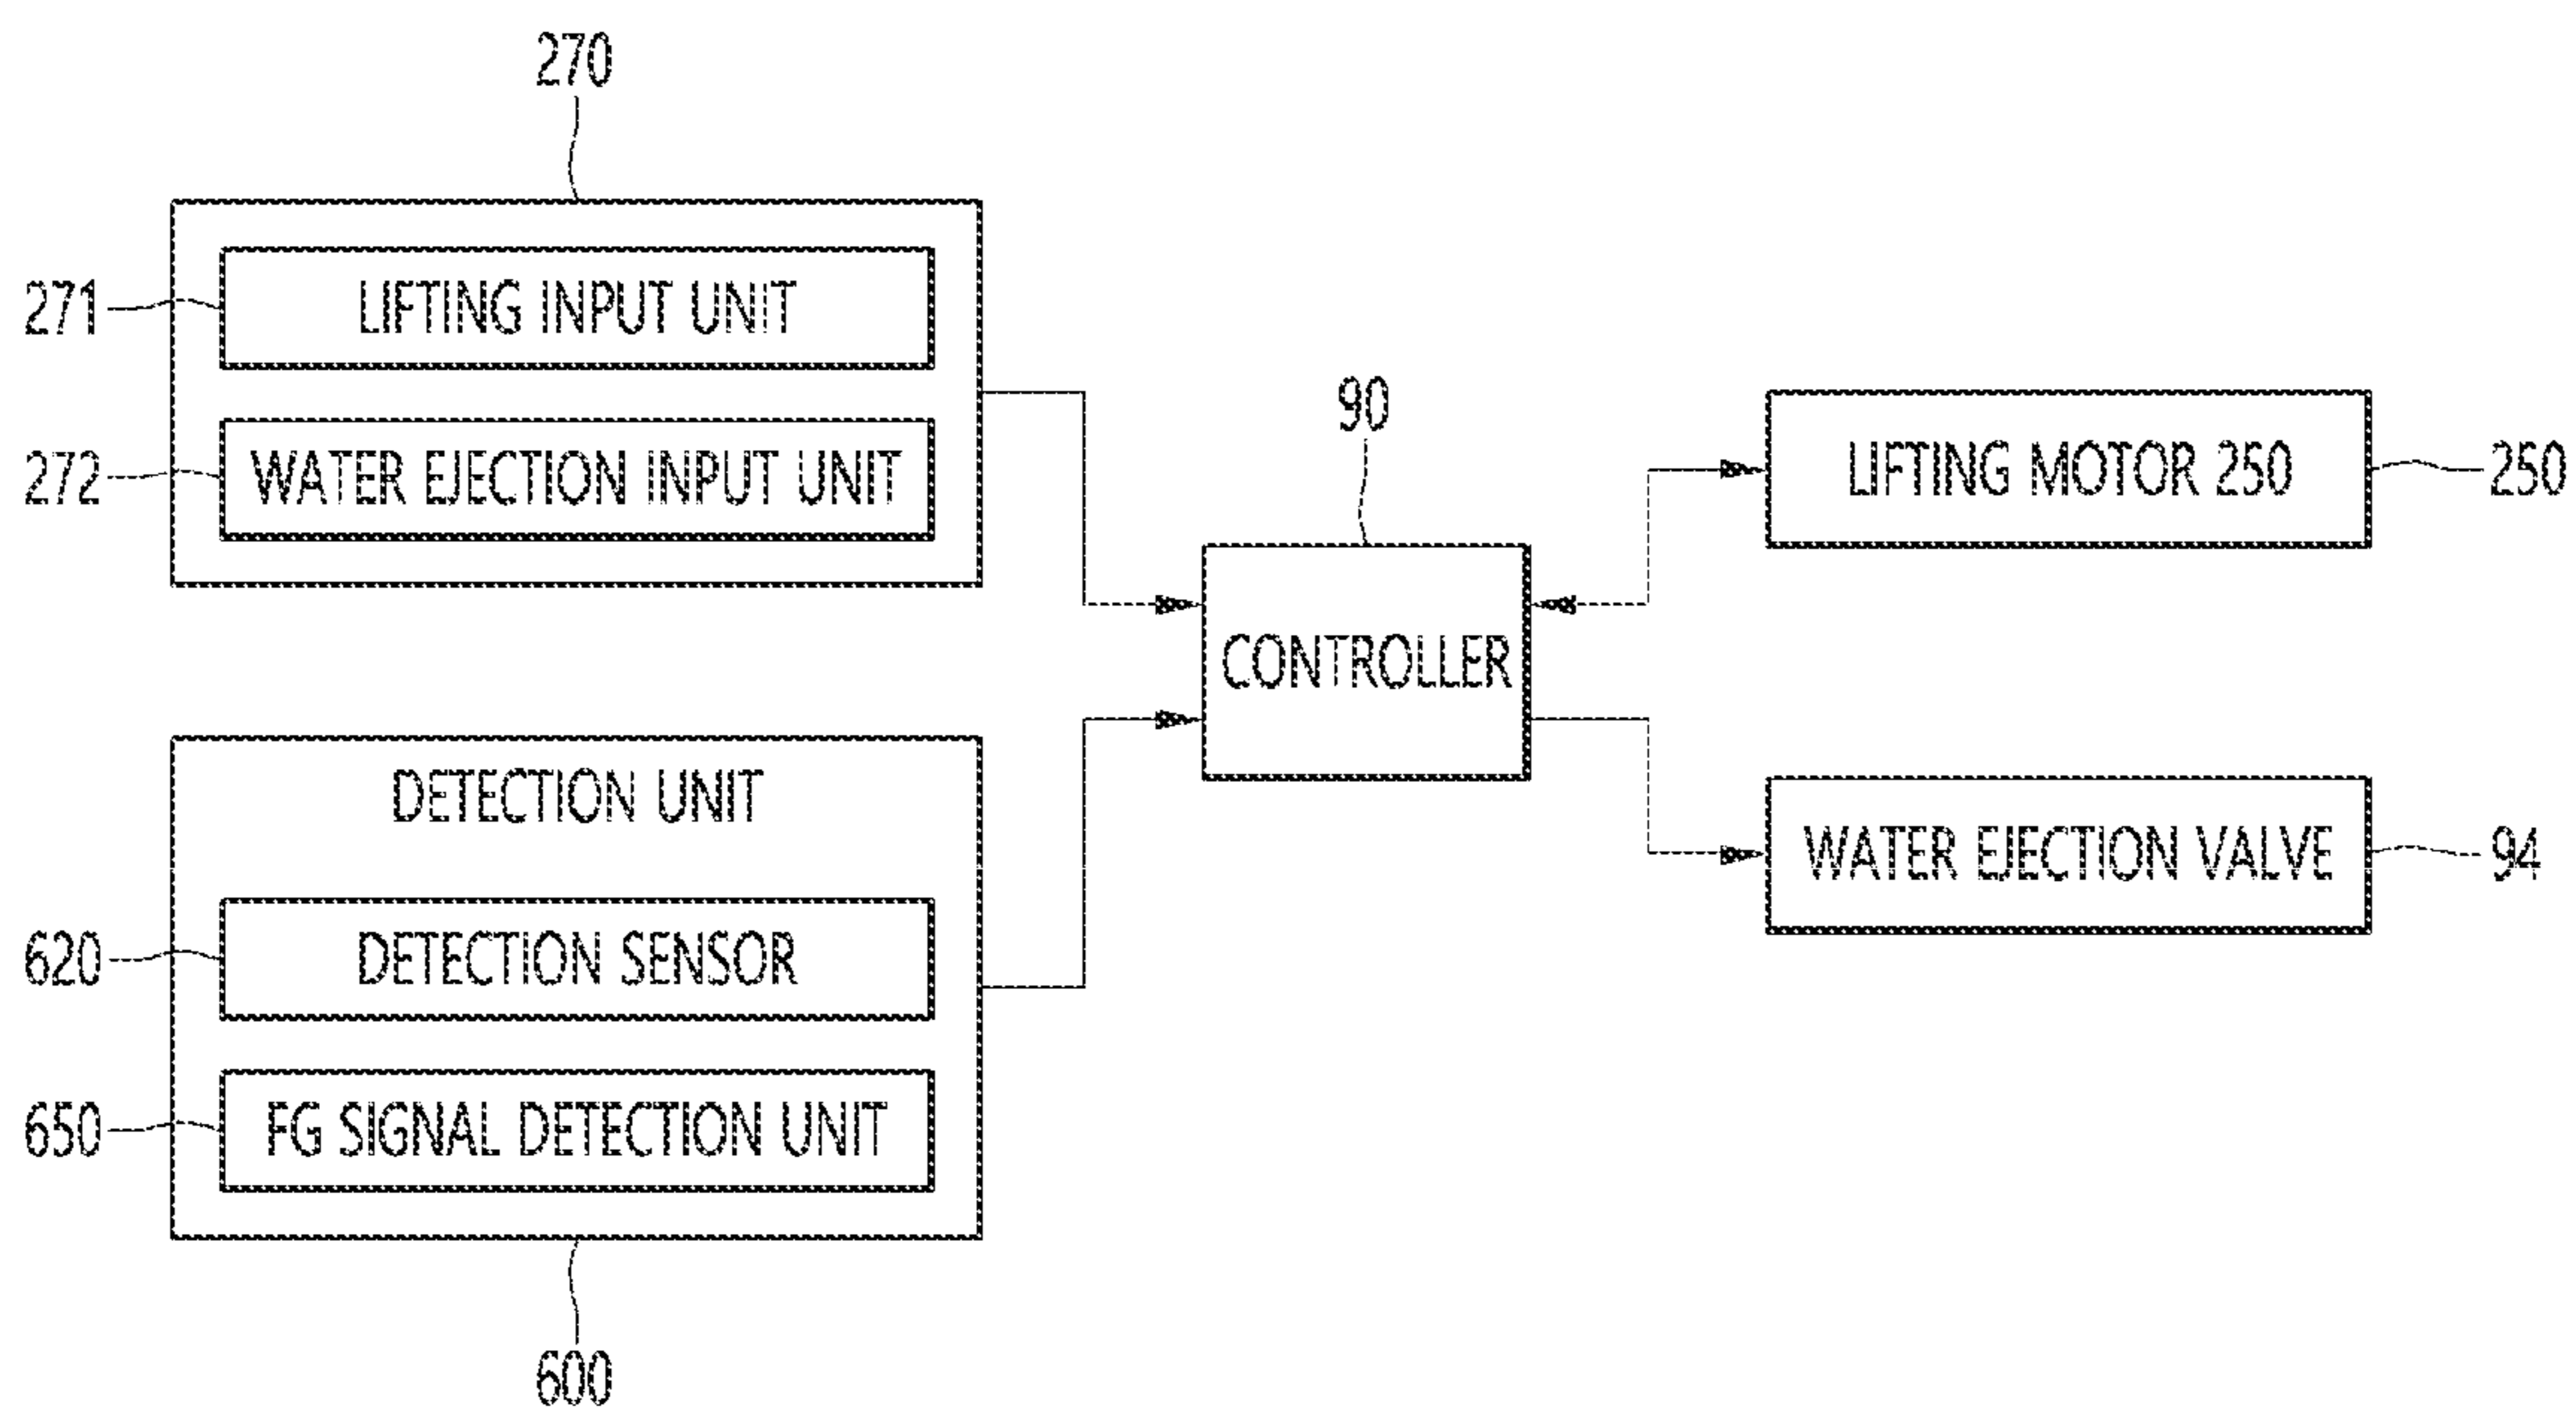 270
271
LIFTING INPUT UNIT
272
WATER EJECTION INPUT UNIT
90
CONTROLLER
LIFTING MOTOR 250
250
WATER EJECTION VALVE
94
DETECTION UNIT
620
DETECTION SENSOR
650
FG SIGNAL DETECTION UNIT
600